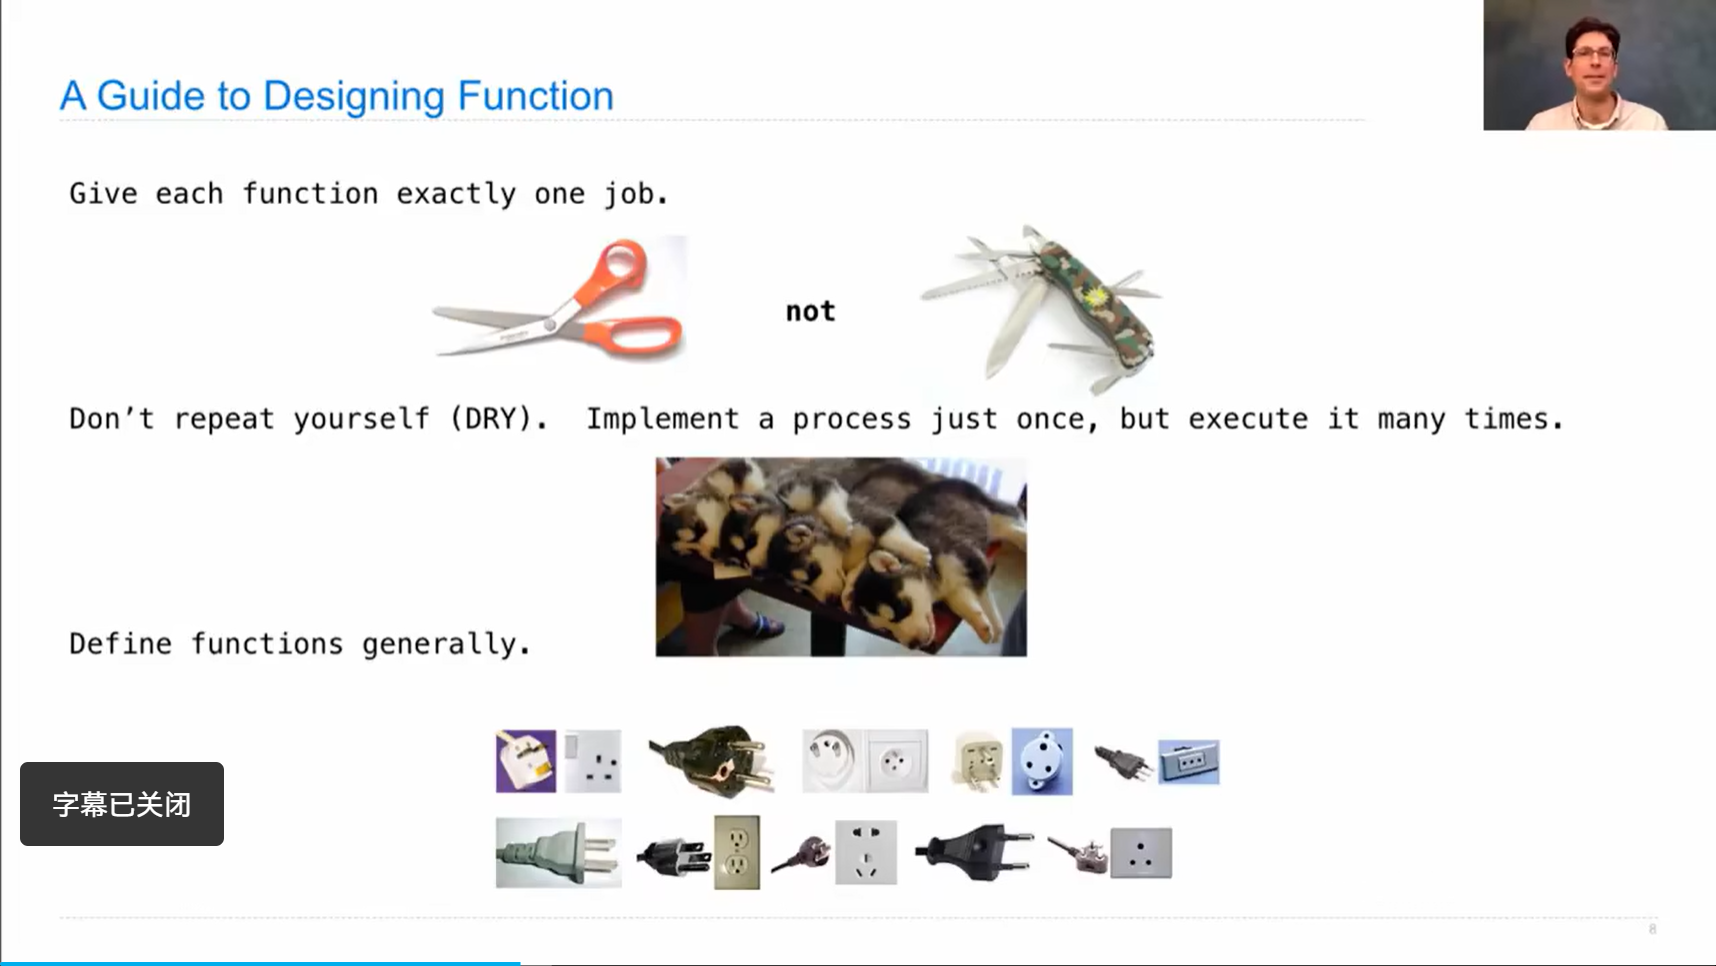 A Guide to Designing Function
Give each function exactly one job.
not
Don’t repeat yourself (DRY).  Implement a process just once, but execute it many times.
Define functions generally.
字幕已关闭
8